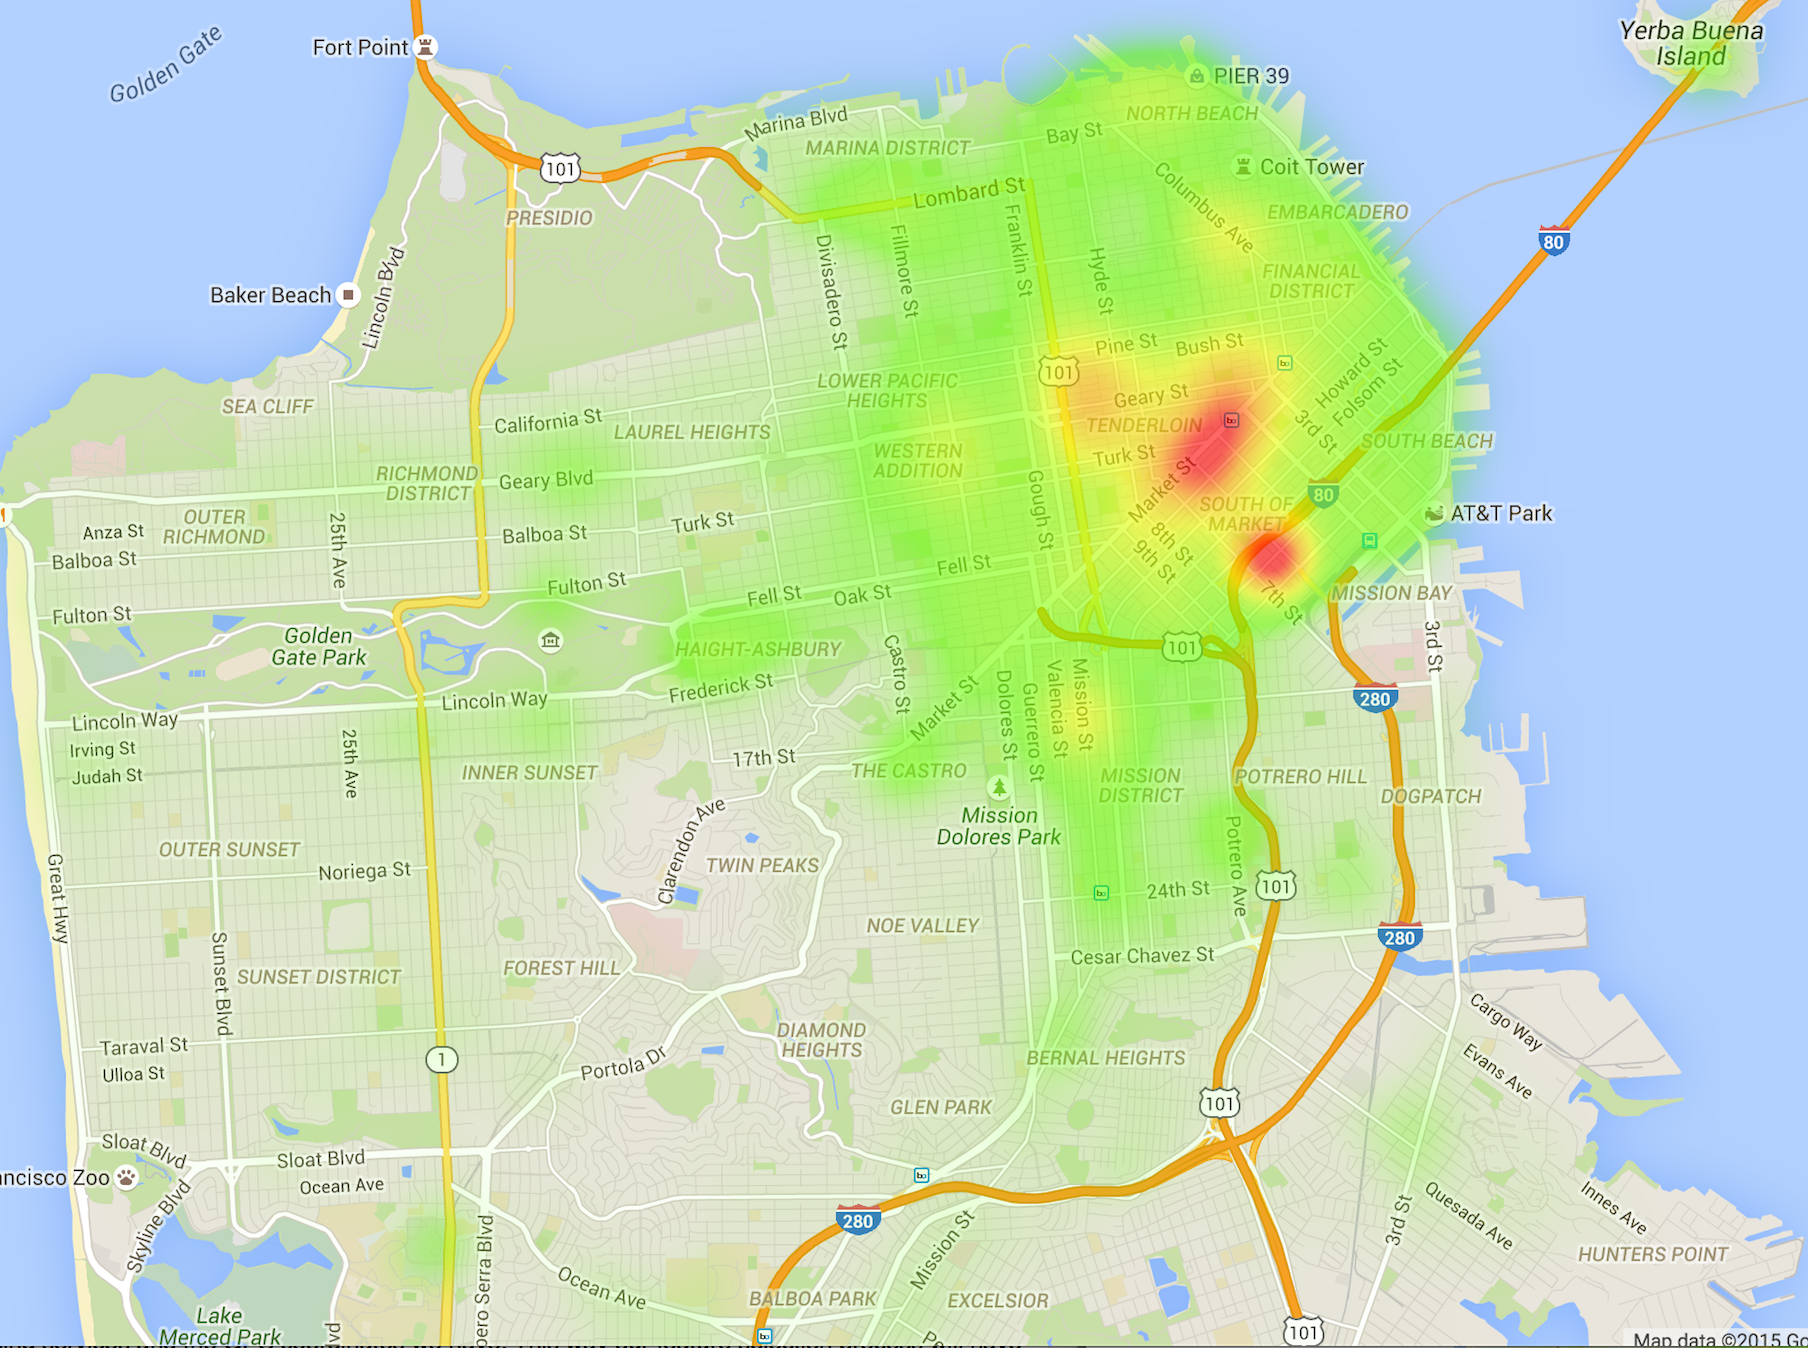 Golden Gate
Fort Point
Yerba Buena
Island
PIER 39
NORTH BEACH
Marina Blvd
MARINA DISTRICT
Bay St
101
Coit Tower
Lombard St
Columbus Ave
PRESIDIO
EMBARCADERO
Franklin St
Fillmore St
Divisadero St
Hyde St
80
FINANCIAL
DISTRICT
Baker Beach
Lincoln Blvd
Pine St
Bush St
101
Howard St
Folsom St
SEA CLIFF
LOWER PACIFIC
HEIGHTS
Geary St
California St
LAUREL HEIGHTS
TENDERLOIN
3rd St
SOUTH BEACH
WESTERN
ADDITION
Turk St
RICHMOND
DISTRICT
Geary Blvd
Market St
80
OUTER
RICHMOND
Anza St
25th Ave
Balboa St
Balboa St
Turk St
Gough St
SOUTH OF
MARKET
AT&T Park
8th St
9th St
Fell St
Fulton St
Fulton St
Fell St
Oak St
7th St
MISSION BAY
Golden
Gate Park
HAIGHT-ASHBURY
3rd St
101
Castro St
Frederick St
Lincoln Way
Lincoln Way
Market St
Dolores St
Guerrero St
Valencia St
Mission St
280
Irving St
Judah St
25th Ave
INNER SUNSET
17th St
THE CASTRO
MISSION
DISTRICT
POTRERO HILL
DOGPATCH
Mission
Dolores Park
Clarendon Ave
OUTER SUNSET
TWIN PEAKS
Potrero Ave
Noriega St
Great Hwy
24th St
101
NOE VALLEY
280
Sunset Blvd
SUNSET DISTRICT
FOREST HILL
Cesar Chavez St
Cargo Way
DIAMOND
HEIGHTS
Taraval St
Ulloa St
1
Portola Dr
BERNAL HEIGHTS
Evans Ave
GLEN PARK
101
Sloat Blvd
Sloat Blvd
Ocean Ave
ncisco Zoo
Skyline Blvd
280
Mission St
3rd St
Quesada Ave
Innes Ave
HUNTERS POINT
pero Serra Blvd
Ocean Ave
BALBOA PARK
EXCELSIOR
Lake
Merced Park
101
Map data ©2015 Go